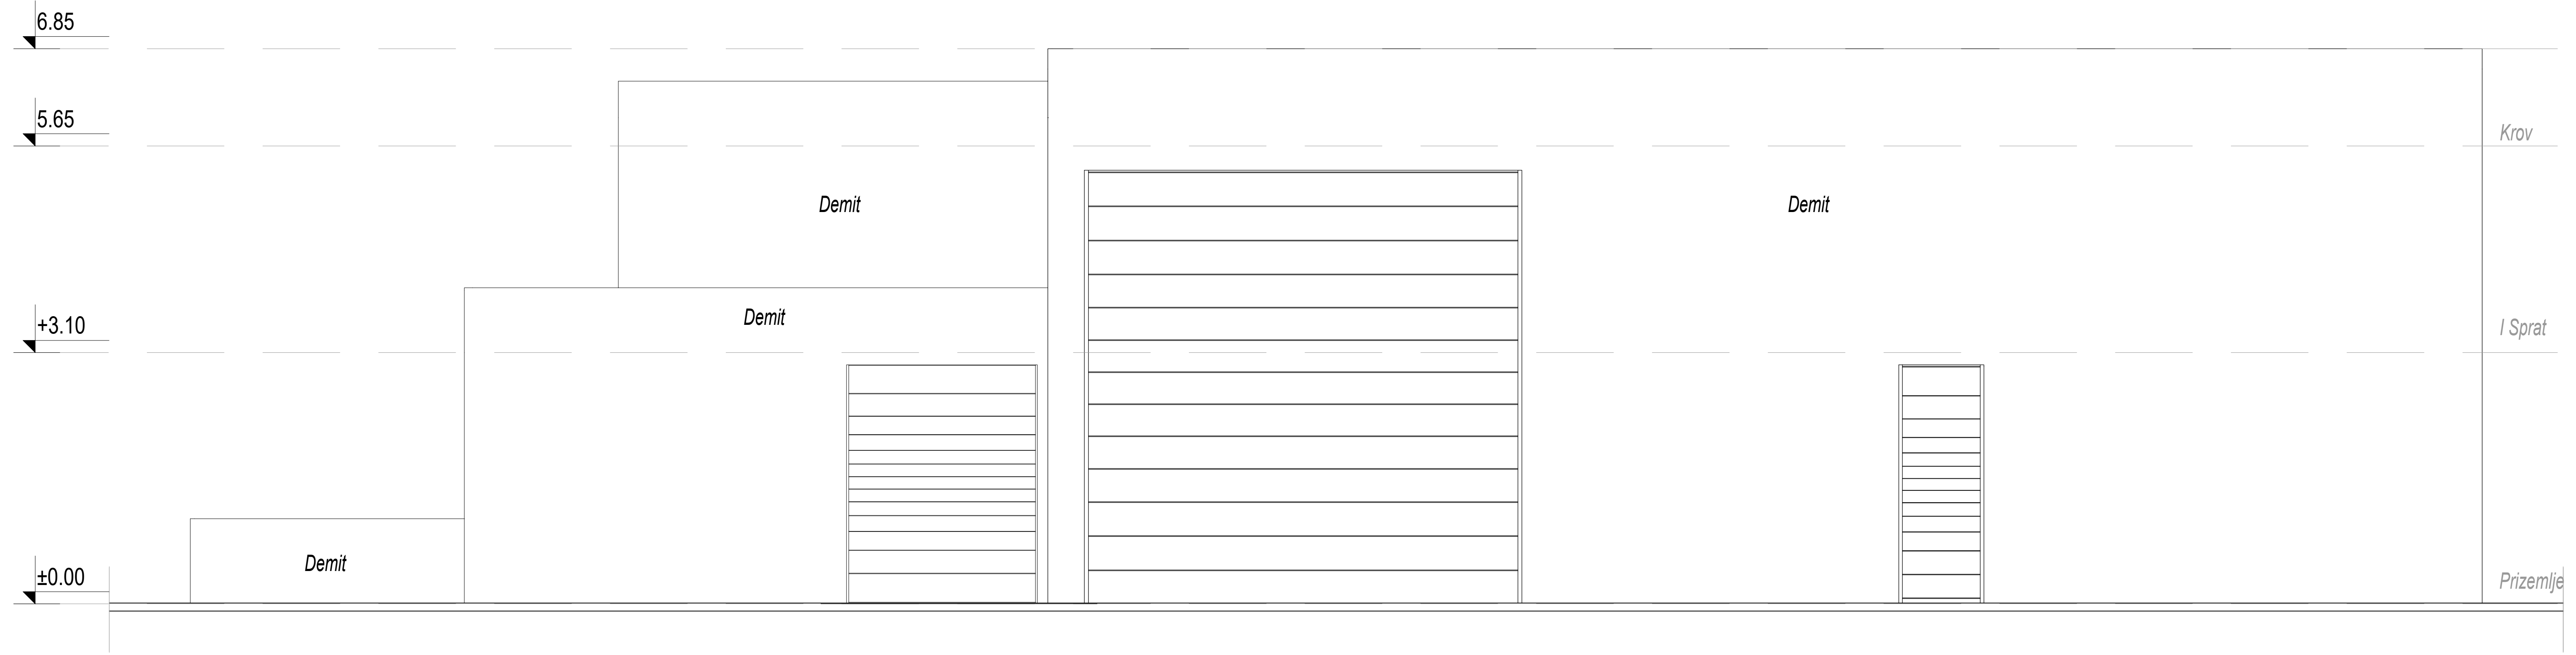 6.85
5.65
Krov
Demit
Demit
Demit
+3.10
I Sprat
Demit
±0.00
Prizemlje